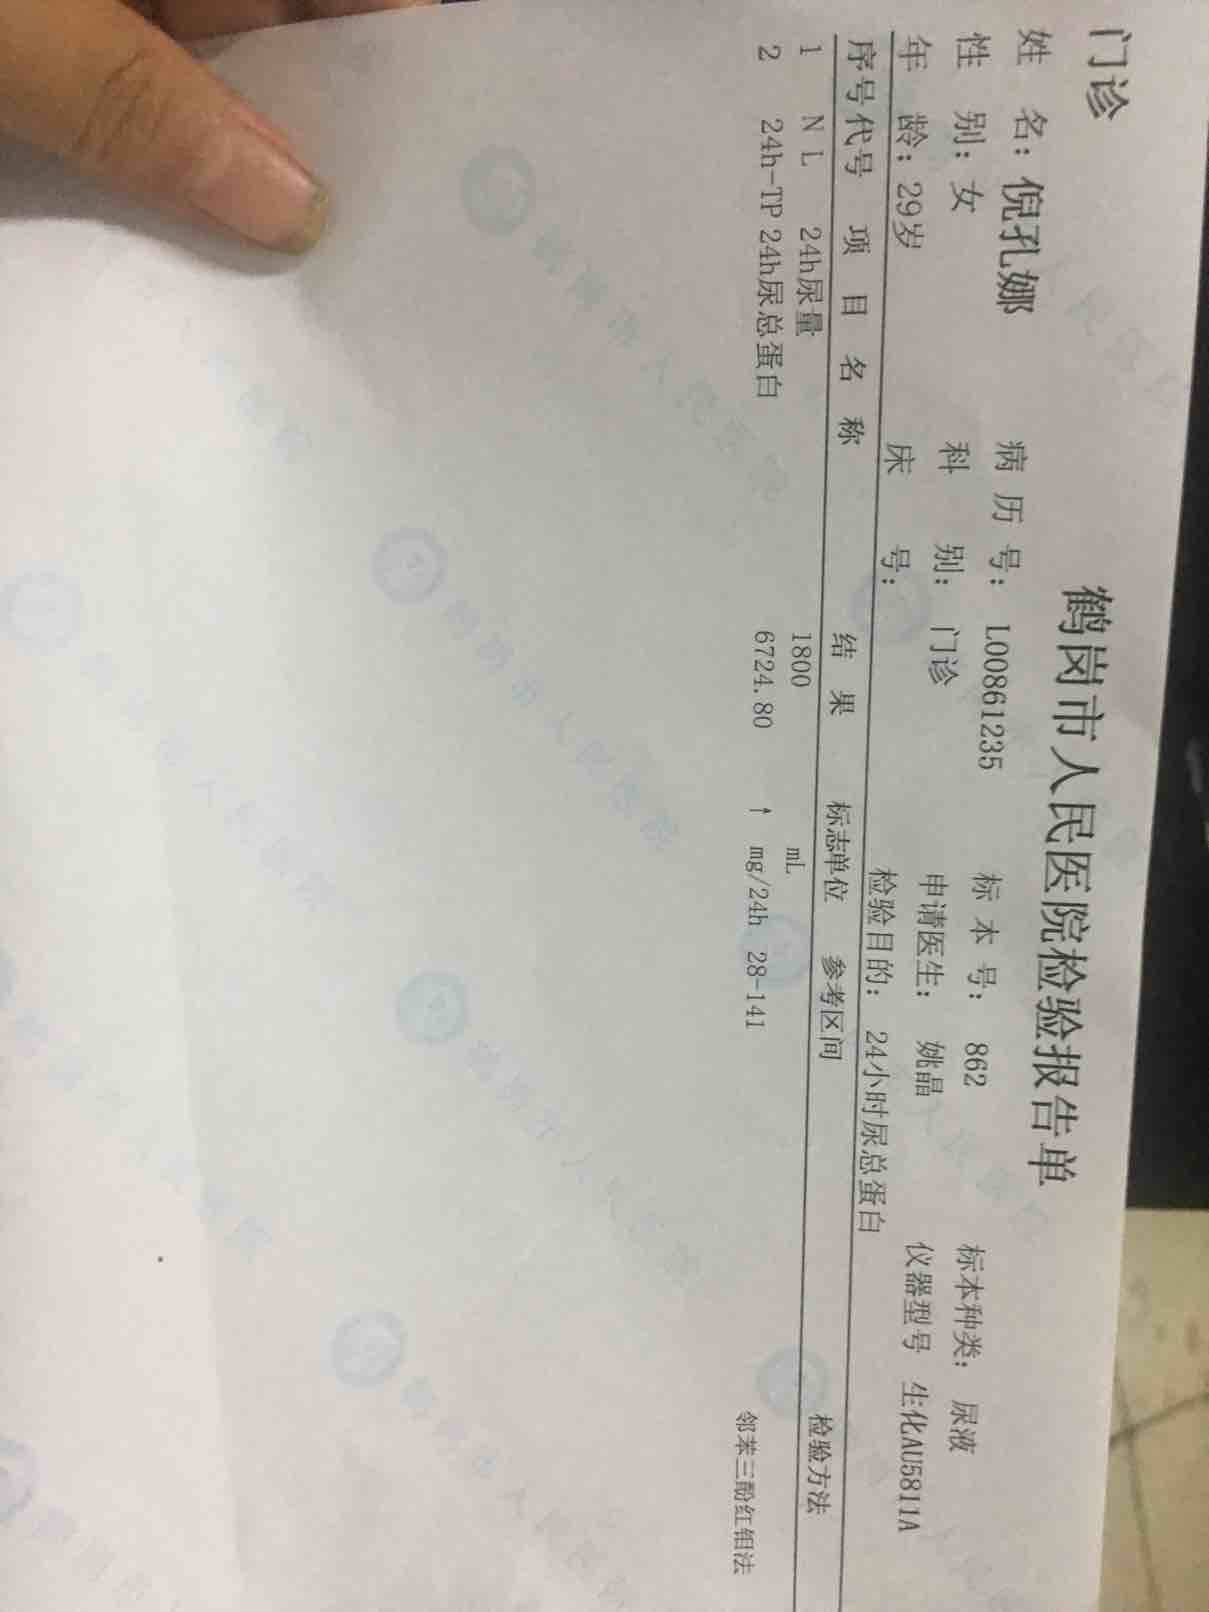 门诊
鹤岗市人民医院检验报告单
姓 名：倪孔娜 病 历 号：L00861235 标 本 号：862 标本种类：尿液
性 别：女 科 别：门诊 申请医生：姚晶 仪器型号 生化AU5811A
年 龄：29岁 床 号： 检验目的：24小时尿总蛋白
序号代号 项 目 名 称 结 果 标志单位 参考区间 检验方法
1 NL 24h尿量 1800 mL
2 24h-TP 24h尿总蛋白 6724.80 ↑ mg/24h 28-141 邻苯三酚红钼法